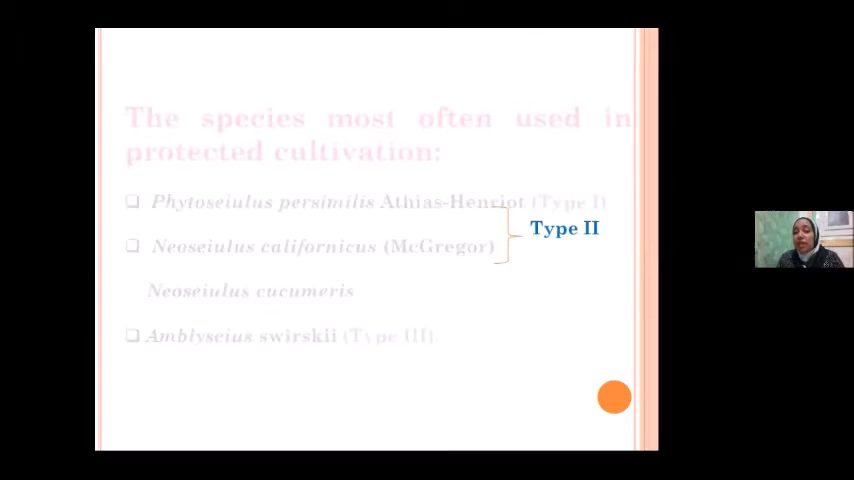 The species most often used in
protected cultivation:
Phytoseiulus persimilis Athias-Henriot (Type I)
Type II
Neoseiulus californicus (McGregor)
Neoseiulus cucumeris
Amblyseius swirskii (Type III)